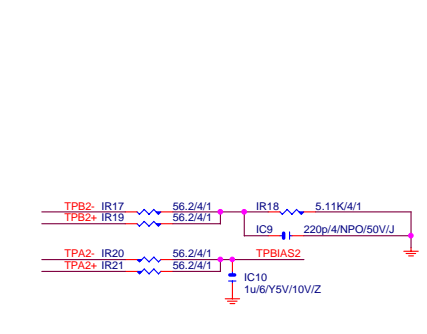 TPB2- IR17 56.2/4/1 IR18 5.11K/4/1
TPB2+ IR19 56.2/4/1
IC9 220p/4/NPO/50V/J
TPA2- IR20 56.2/4/1 TPBIAS2
TPA2+ IR21 56.2/4/1
IC10
1u/6/Y5V/10V/Z